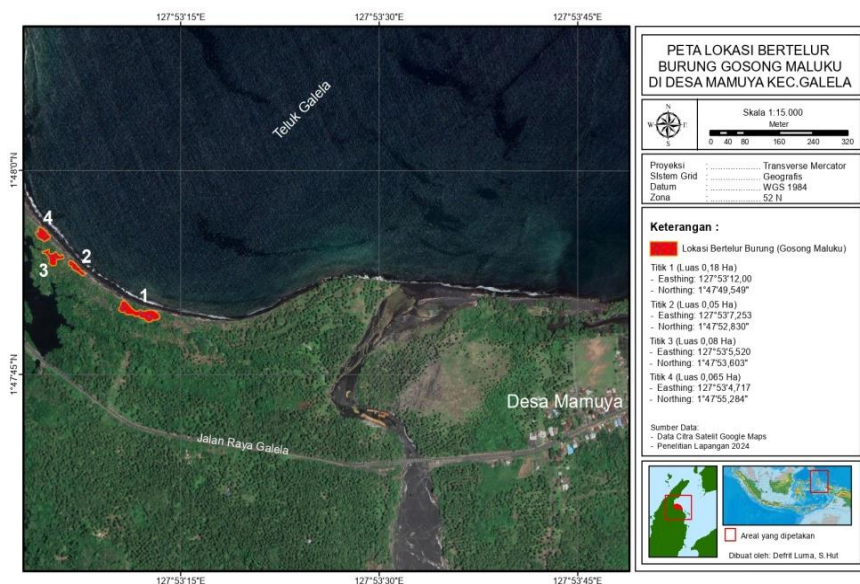 127°53'15"E
127°53'30"E
127°53'45"E
1°48'0"N
1°47'45"N
Teluk Galela
4
3
2
1
Desa Mamuya
Jalan Raya Galela
127°53'15"E
127°53'30"E
127°53'45"E
PETA LOKASI BERTELUR
BURUNG GOSONG MALUKU
DI DESA MAMUYA KEC.GALELA
N
W E
S
Skala 1:15.000
Meter
0 40 80 160 240 320
Proyeksi : .................... Transverse Mercator
SIstem Grid : .................... Geografis
Datum : .................... WGS 1984
Zona : .................... 52 N
Keterangan :
Lokasi Bertelur Burung (Gosong Maluku)
Titik 1 (Luas 0,18 Ha)
- Easthing: 127°53'12,00
- Northing: 1°47'49,549"
Titik 2 (Luas 0,05 Ha)
- Easthing: 127°53'7,253
- Northing: 1°47'52,830"
Titik 3 (Luas 0,08 Ha)
- Easthing: 127°53'5,520
- Northing: 1°47'53,603"
Titik 4 (Luas 0,065 Ha)
- Easthing: 127°53'4,717
- Northing: 1°47'55,284"
Sumber Data:
- Data Citra Satelit Google Maps
- Penelitian Lapangan 2024
Areal yang dipetakan
Dibuat oleh: Defrit Luma, S.Hut